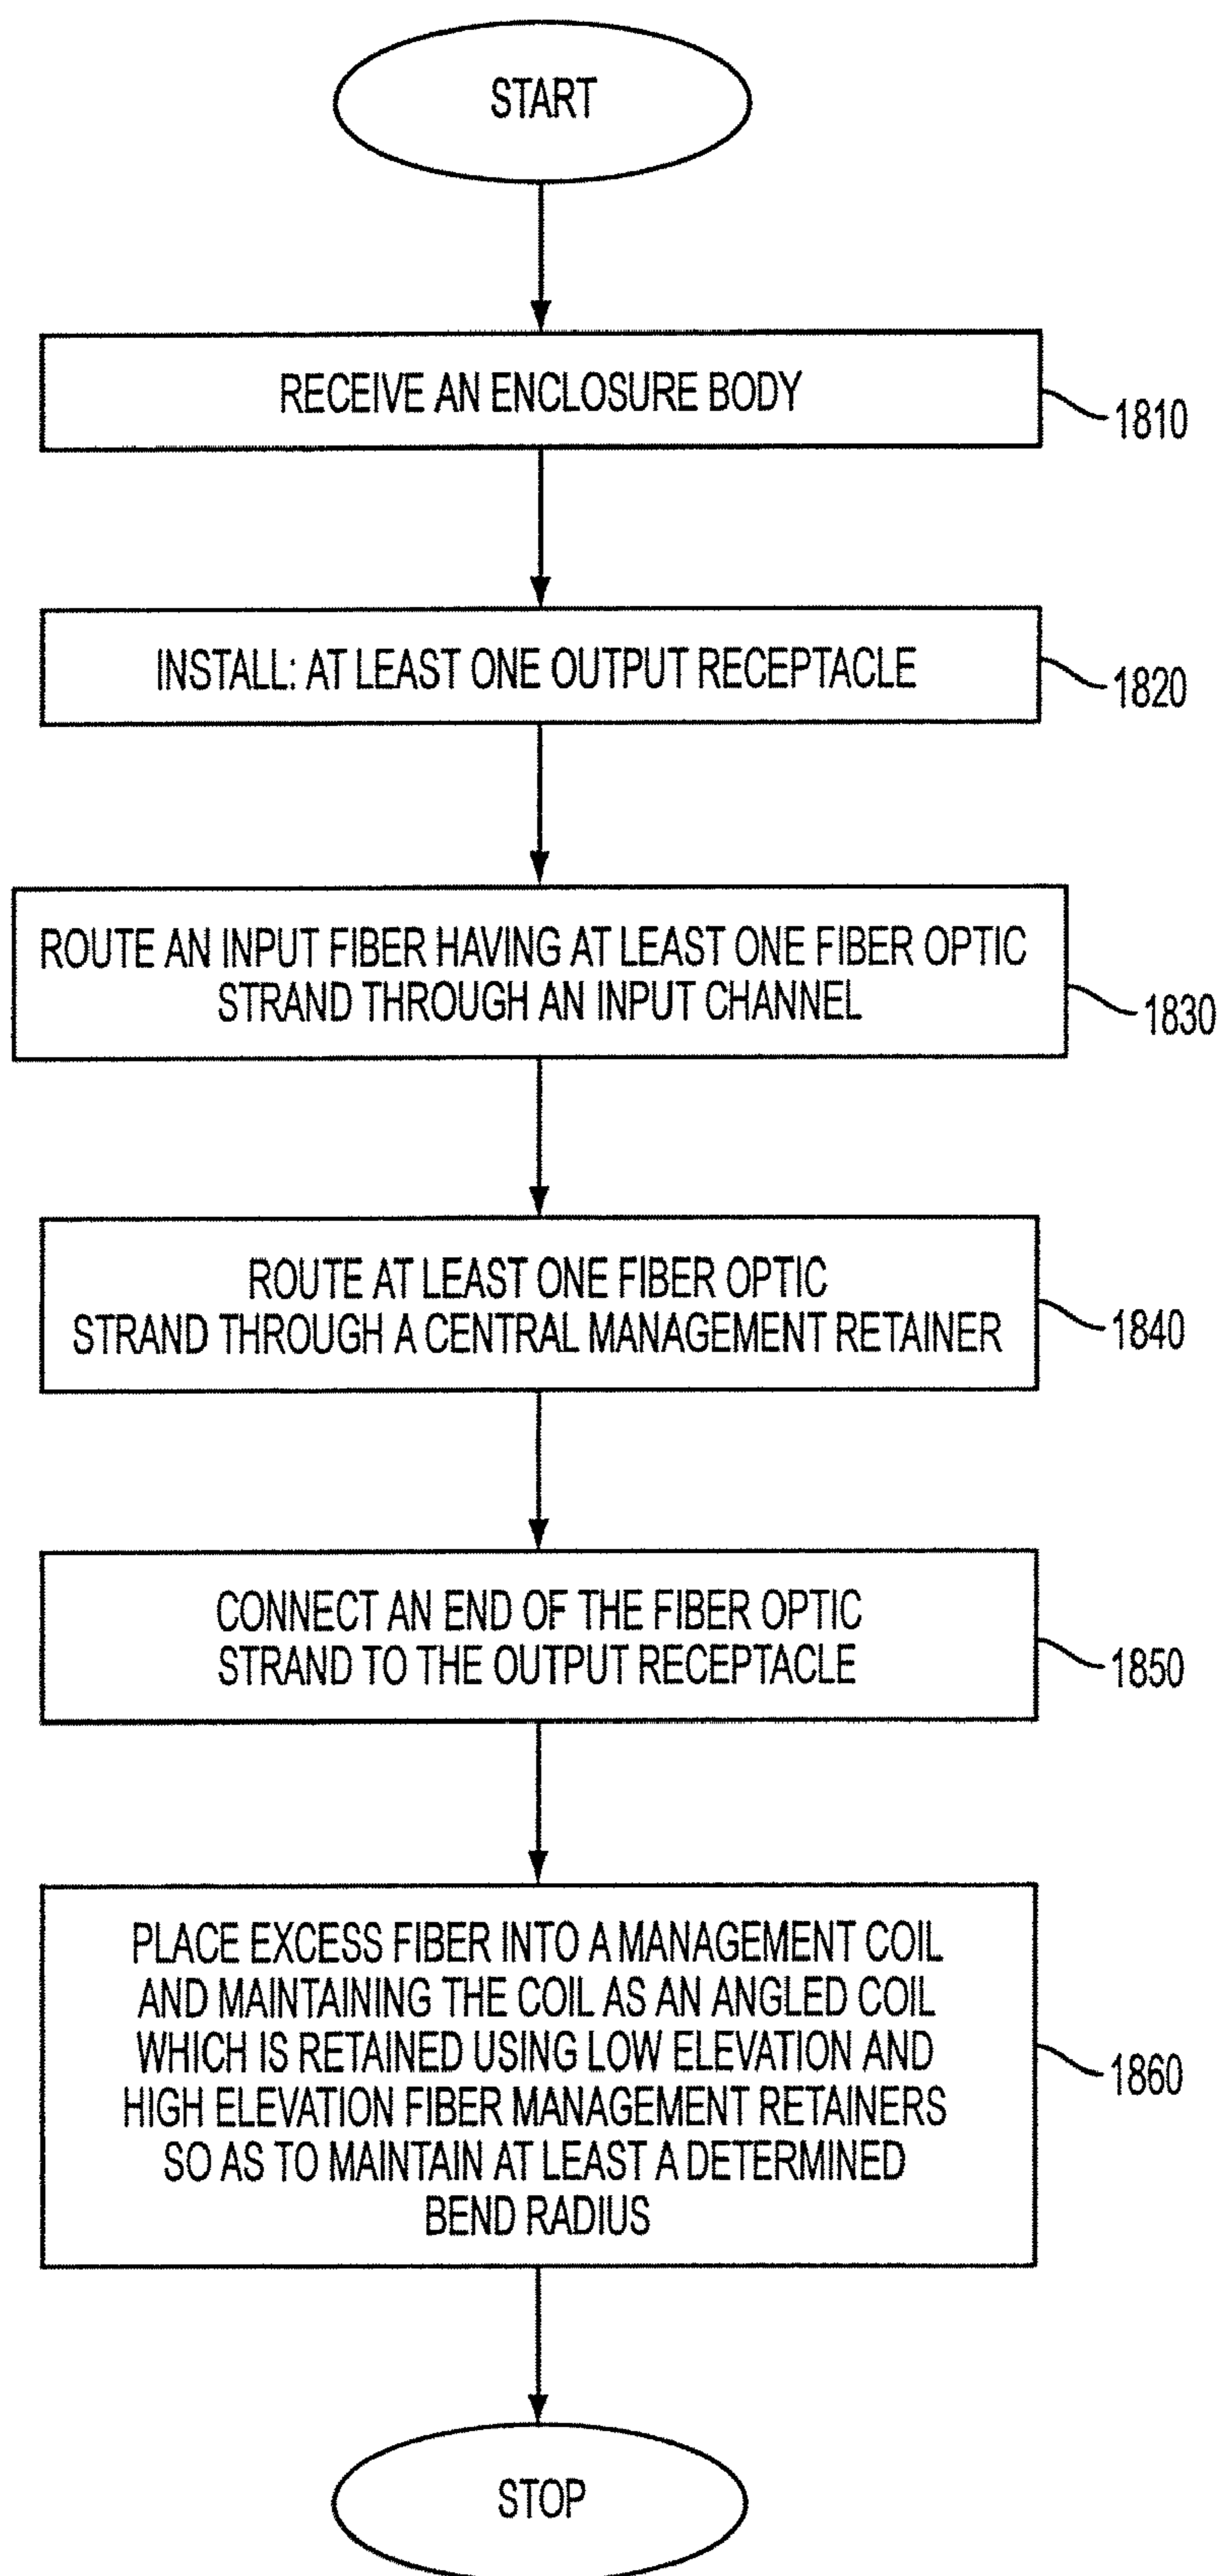 START
RECEIVE AN ENCLOSURE BODY
1810
INSTALL: AT LEAST ONE OUTPUT RECEPTACLE
1820
ROUTE AN INPUT FIBER HAVING AT LEAST ONE FIBER OPTIC
STRAND THROUGH AN INPUT CHANNEL
1830
ROUTE AT LEAST ONE FIBER OPTIC
STRAND THROUGH A CENTRAL MANAGEMENT RETAINER
1840
CONNECT AN END OF THE FIBER OPTIC
STRAND TO THE OUTPUT RECEPTACLE
1850
PLACE EXCESS FIBER INTO A MANAGEMENT COIL
AND MAINTAINING THE COIL AS AN ANGLED COIL
WHICH IS RETAINED USING LOW ELEVATION AND
HIGH ELEVATION FIBER MANAGEMENT RETAINERS
SO AS TO MAINTAIN AT LEAST A DETERMINED
BEND RADIUS
1860
STOP